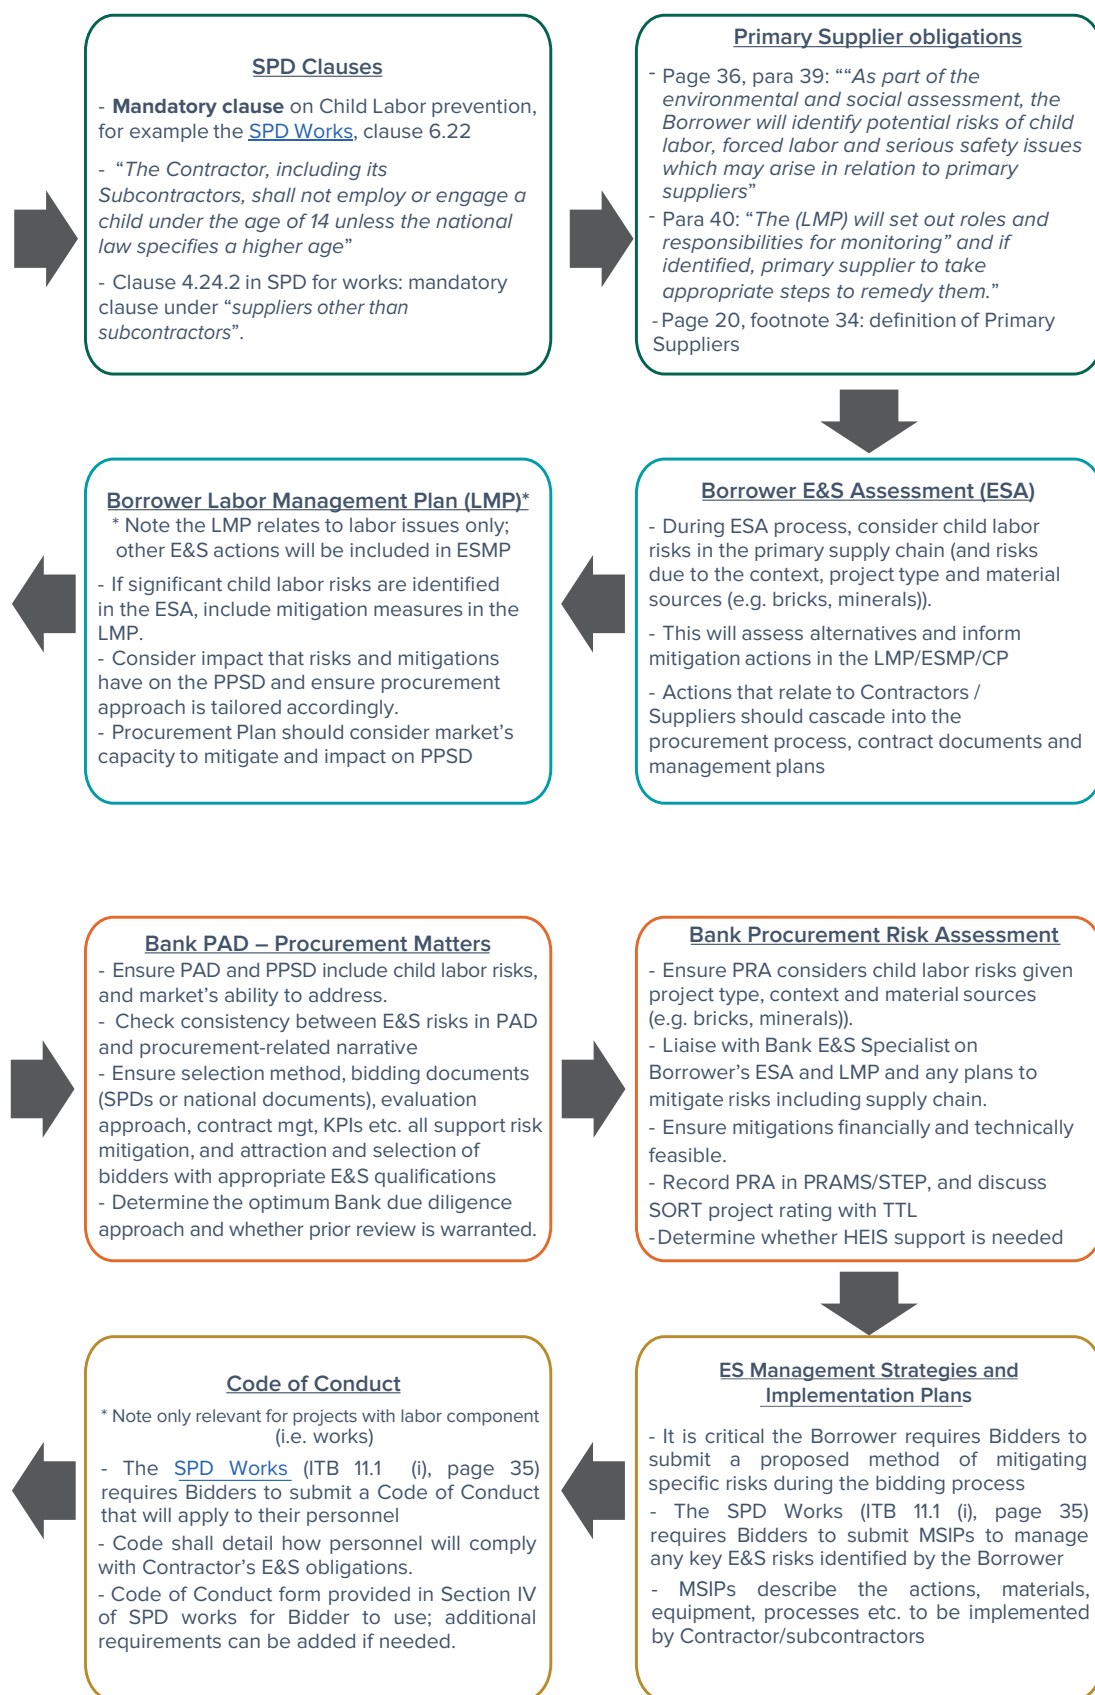 SPD Clauses
- Mandatory clause on Child Labor prevention,
for example the SPD Works, clause 6.22
- “The Contractor, including its
Subcontractors, shall not employ or engage a
child under the age of 14 unless the national
law specifies a higher age”
- Clause 4.24.2 in SPD for works: mandatory
clause under “suppliers other than
subcontractors”.
Primary Supplier obligations
- Page 36, para 39: ““As part of the
environmental and social assessment, the
Borrower will identify potential risks of child
labor, forced labor and serious safety issues
which may arise in relation to primary
suppliers”
- Para 40: “The (LMP) will set out roles and
responsibilities for monitoring” and if
identified, primary supplier to take
appropriate steps to remedy them.”
- Page 20, footnote 34: definition of Primary
Suppliers
Borrower E&S Assessment (ESA)
- During ESA process, consider child labor
risks in the primary supply chain (and risks
due to the context, project type and material
sources (e.g. bricks, minerals)).
- This will assess alternatives and inform
mitigation actions in the LMP/ESMP/CP
- Actions that relate to Contractors /
Suppliers should cascade into the
procurement process, contract documents and
management plans
Borrower Labor Management Plan (LMP)*
* Note the LMP relates to labor issues only;
other E&S actions will be included in ESMP
- If significant child labor risks are identified
in the ESA, include mitigation measures in the
LMP.
- Consider impact that risks and mitigations
have on the PPSD and ensure procurement
approach is tailored accordingly.
- Procurement Plan should consider market’s
capacity to mitigate and impact on PPSD
Bank PAD – Procurement Matters
- Ensure PAD and PPSD include child labor risks,
and market’s ability to address.
- Check consistency between E&S risks in PAD
and procurement-related narrative
- Ensure selection method, bidding documents
(SPDs or national documents), evaluation
approach, contract mgt, KPIs etc. all support risk
mitigation, and attraction and selection of
bidders with appropriate E&S qualifications
- Determine the optimum Bank due diligence
approach and whether prior review is warranted.
Bank Procurement Risk Assessment
- Ensure PRA considers child labor risks given
project type, context and material sources
(e.g. bricks, minerals)).
- Liaise with Bank E&S Specialist on
Borrower’s ESA and LMP and any plans to
mitigate risks including supply chain.
- Ensure mitigations financially and technically
feasible.
- Record PRA in PRAMS/STEP, and discuss
SORT project rating with TTL
- Determine whether HEIS support is needed
ES Management Strategies and
Implementation Plans
- It is critical the Borrower requires Bidders to
submit a proposed method of mitigating
specific risks during the bidding process
- The SPD Works (ITB 11.1 (i), page 35)
requires Bidders to submit MSIPs to manage
any key E&S risks identified by the Borrower
- MSIPs describe the actions, materials,
equipment, processes etc. to be implemented
by Contractor/subcontractors
Code of Conduct
* Note only relevant for projects with labor component
(i.e. works)
- The SPD Works (ITB 11.1 (i), page 35)
requires Bidders to submit a Code of Conduct
that will apply to their personnel
- Code shall detail how personnel will comply
with Contractor’s E&S obligations.
- Code of Conduct form provided in Section IV
of SPD works for Bidder to use; additional
requirements can be added if needed.